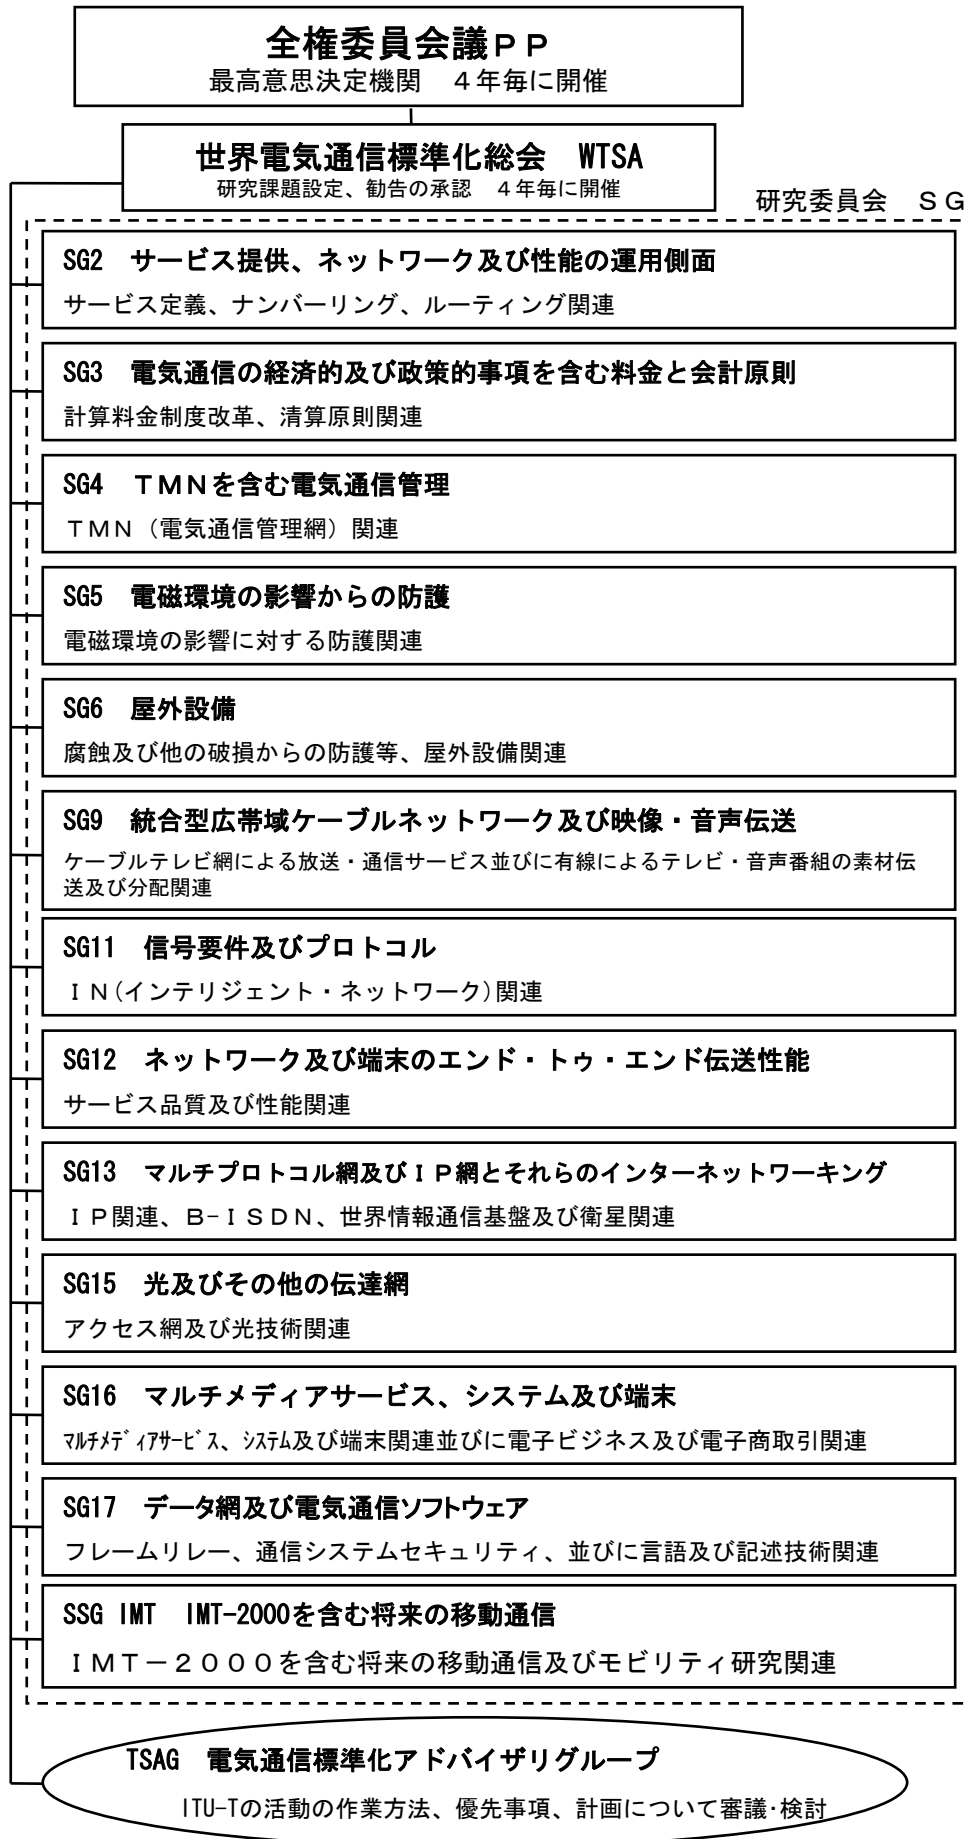 全権委員会議ＰＰ
最高意思決定機関　４年毎に開催
世界電気通信標準化総会　WTSA
研究課題設定、勧告の承認　４年毎に開催
研究委員会　ＳＧ
SG2　サービス提供、ネットワーク及び性能の運用側面
サービス定義、ナンバーリング、ルーティング関連
SG3　電気通信の経済的及び政策的事項を含む料金と会計原則
計算料金制度改革、清算原則関連
SG4　ＴＭＮを含む電気通信管理
ＴＭＮ（電気通信管理網）関連
SG5　電磁環境の影響からの防護
電磁環境の影響に対する防護関連
SG6　屋外設備
腐蝕及び他の破損からの防護等、屋外設備関連
SG9　統合型広帯域ケーブルネットワーク及び映像・音声伝送
ケーブルテレビ網による放送・通信サービス並びに有線によるテレビ・音声番組の素材伝
送及び分配関連
SG11　信号要件及びプロトコル
ＩＮ(インテリジェント・ネットワーク)関連
SG12　ネットワーク及び端末のエンド・トゥ・エンド伝送性能
サービス品質及び性能関連
SG13　マルチプロトコル網及びＩＰ網とそれらのインターネットワーキング
ＩＰ関連、Ｂ-ＩＳＤＮ、世界情報通信基盤及び衛星関連
SG15　光及びその他の伝達網
アクセス網及び光技術関連
SG16　マルチメディアサービス、システム及び端末
ﾏﾙﾁﾒﾃﾞｨｱｻｰﾋﾞｽ、ｼｽﾃﾑ及び端末関連並びに電子ビジネス及び電子商取引関連
SG17　データ網及び電気通信ソフトウェア
フレームリレー、通信システムセキュリティ、並びに言語及び記述技術関連
SSG IMT　IMT-2000を含む将来の移動通信
ＩＭＴ－２０００を含む将来の移動通信及びモビリティ研究関連
TSAG　電気通信標準化アドバイザリグループ
ITU-Tの活動の作業方法、優先事項、計画について審議･検討